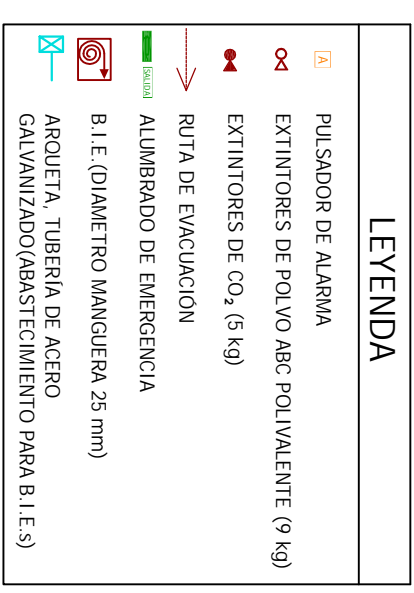 LEYENDA
A PULSADOR DE ALARMA
EXTINTORES DE POLVO ABC POLIVALENTE (9 kg)
EXTINTORES DE CO₂ (5 kg)
RUTA DE EVACUACIÓN
SALIDA ALUMBRADO DE EMERGENCIA
B.I.E.(DIAMETRO MANGUERA 25 mm)
ARQUETA, TUBERÍA DE ACERO
GALVANIZADO(ABASTECIMIENTO PARA B.I.E.s)